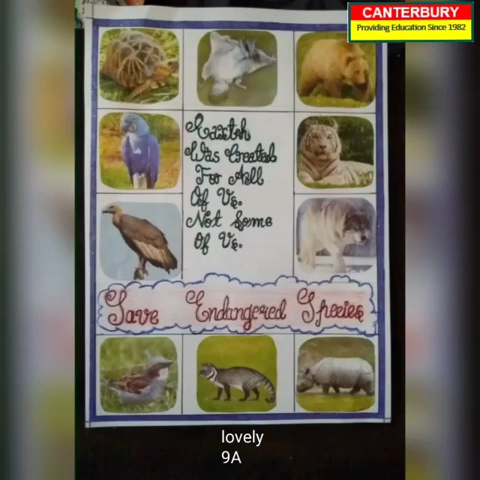 CANTERBURY
Providing Education Since 1982
Earth
Was Created
For All
Of Us.
Not Some
Of Us.
Save Endangered Species
lovely
9A